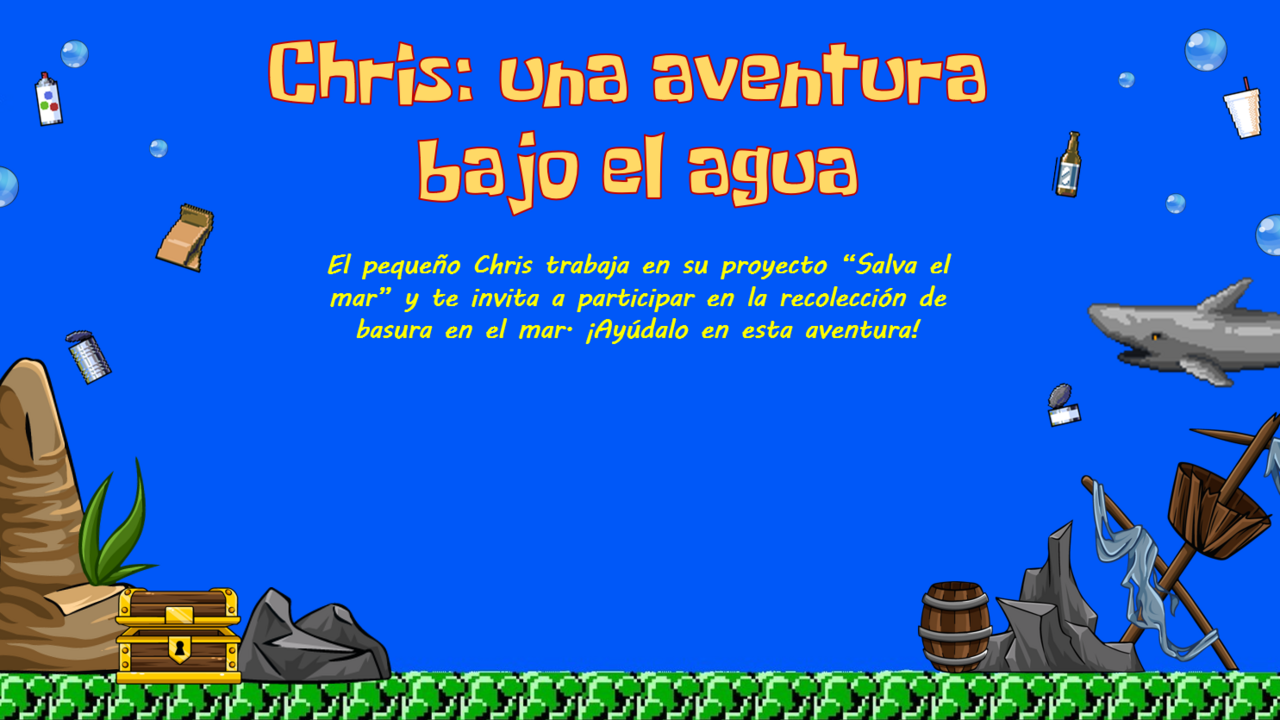 Chris: una aventura
bajo el agua
El pequeño Chris trabaja en su proyecto “Salva el
mar” y te invita a participar en la recolección de
basura en el mar. ¡Ayúdalo en esta aventura!